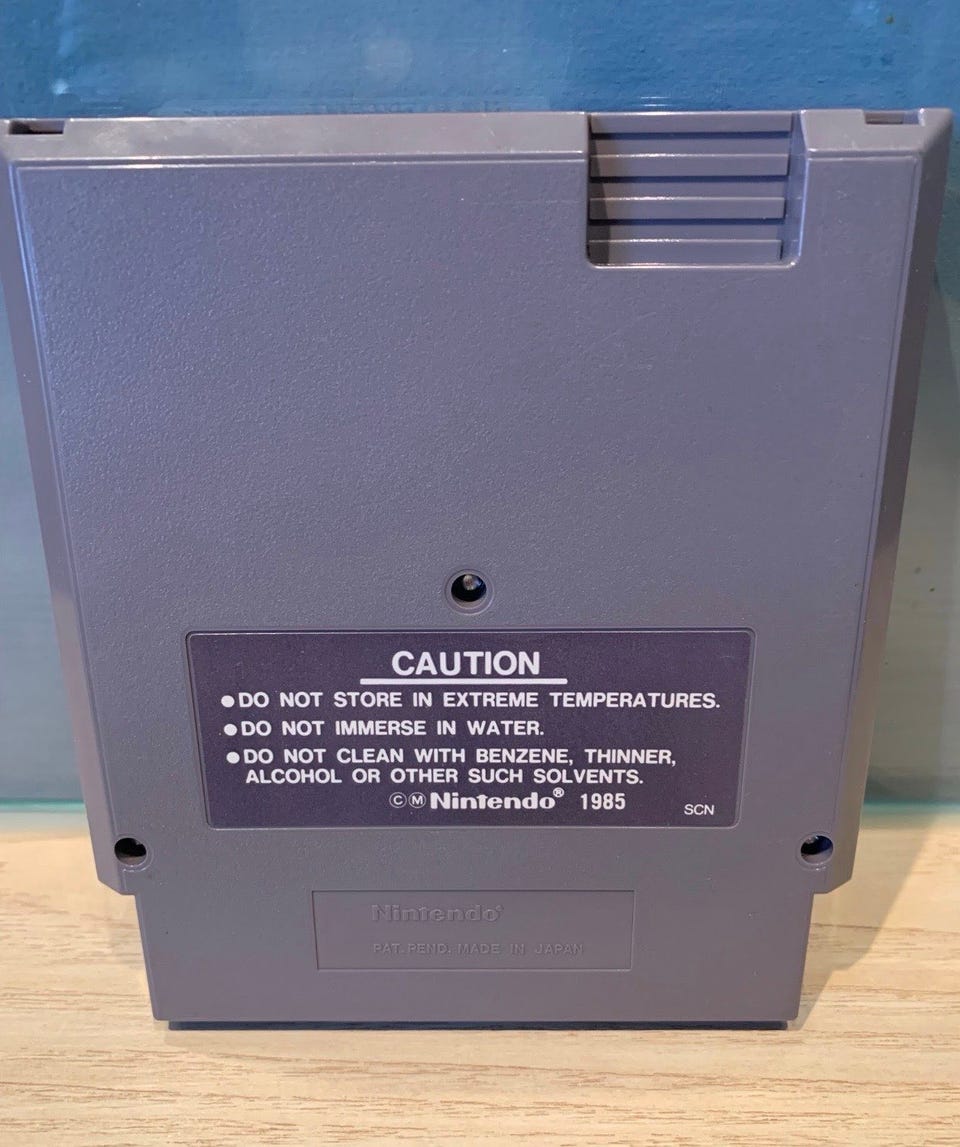 CAUTION
●DO NOT STORE IN EXTREME TEMPERATURES.
●DO NOT IMMERSE IN WATER.
●DO NOT CLEAN WITH BENZENE, THINNER,
ALCOHOL OR OTHER SUCH SOLVENTS.
ⒸⓂ Nintendo® 1985
SCN
Nintendo®
PAT. PEND. MADE IN JAPAN